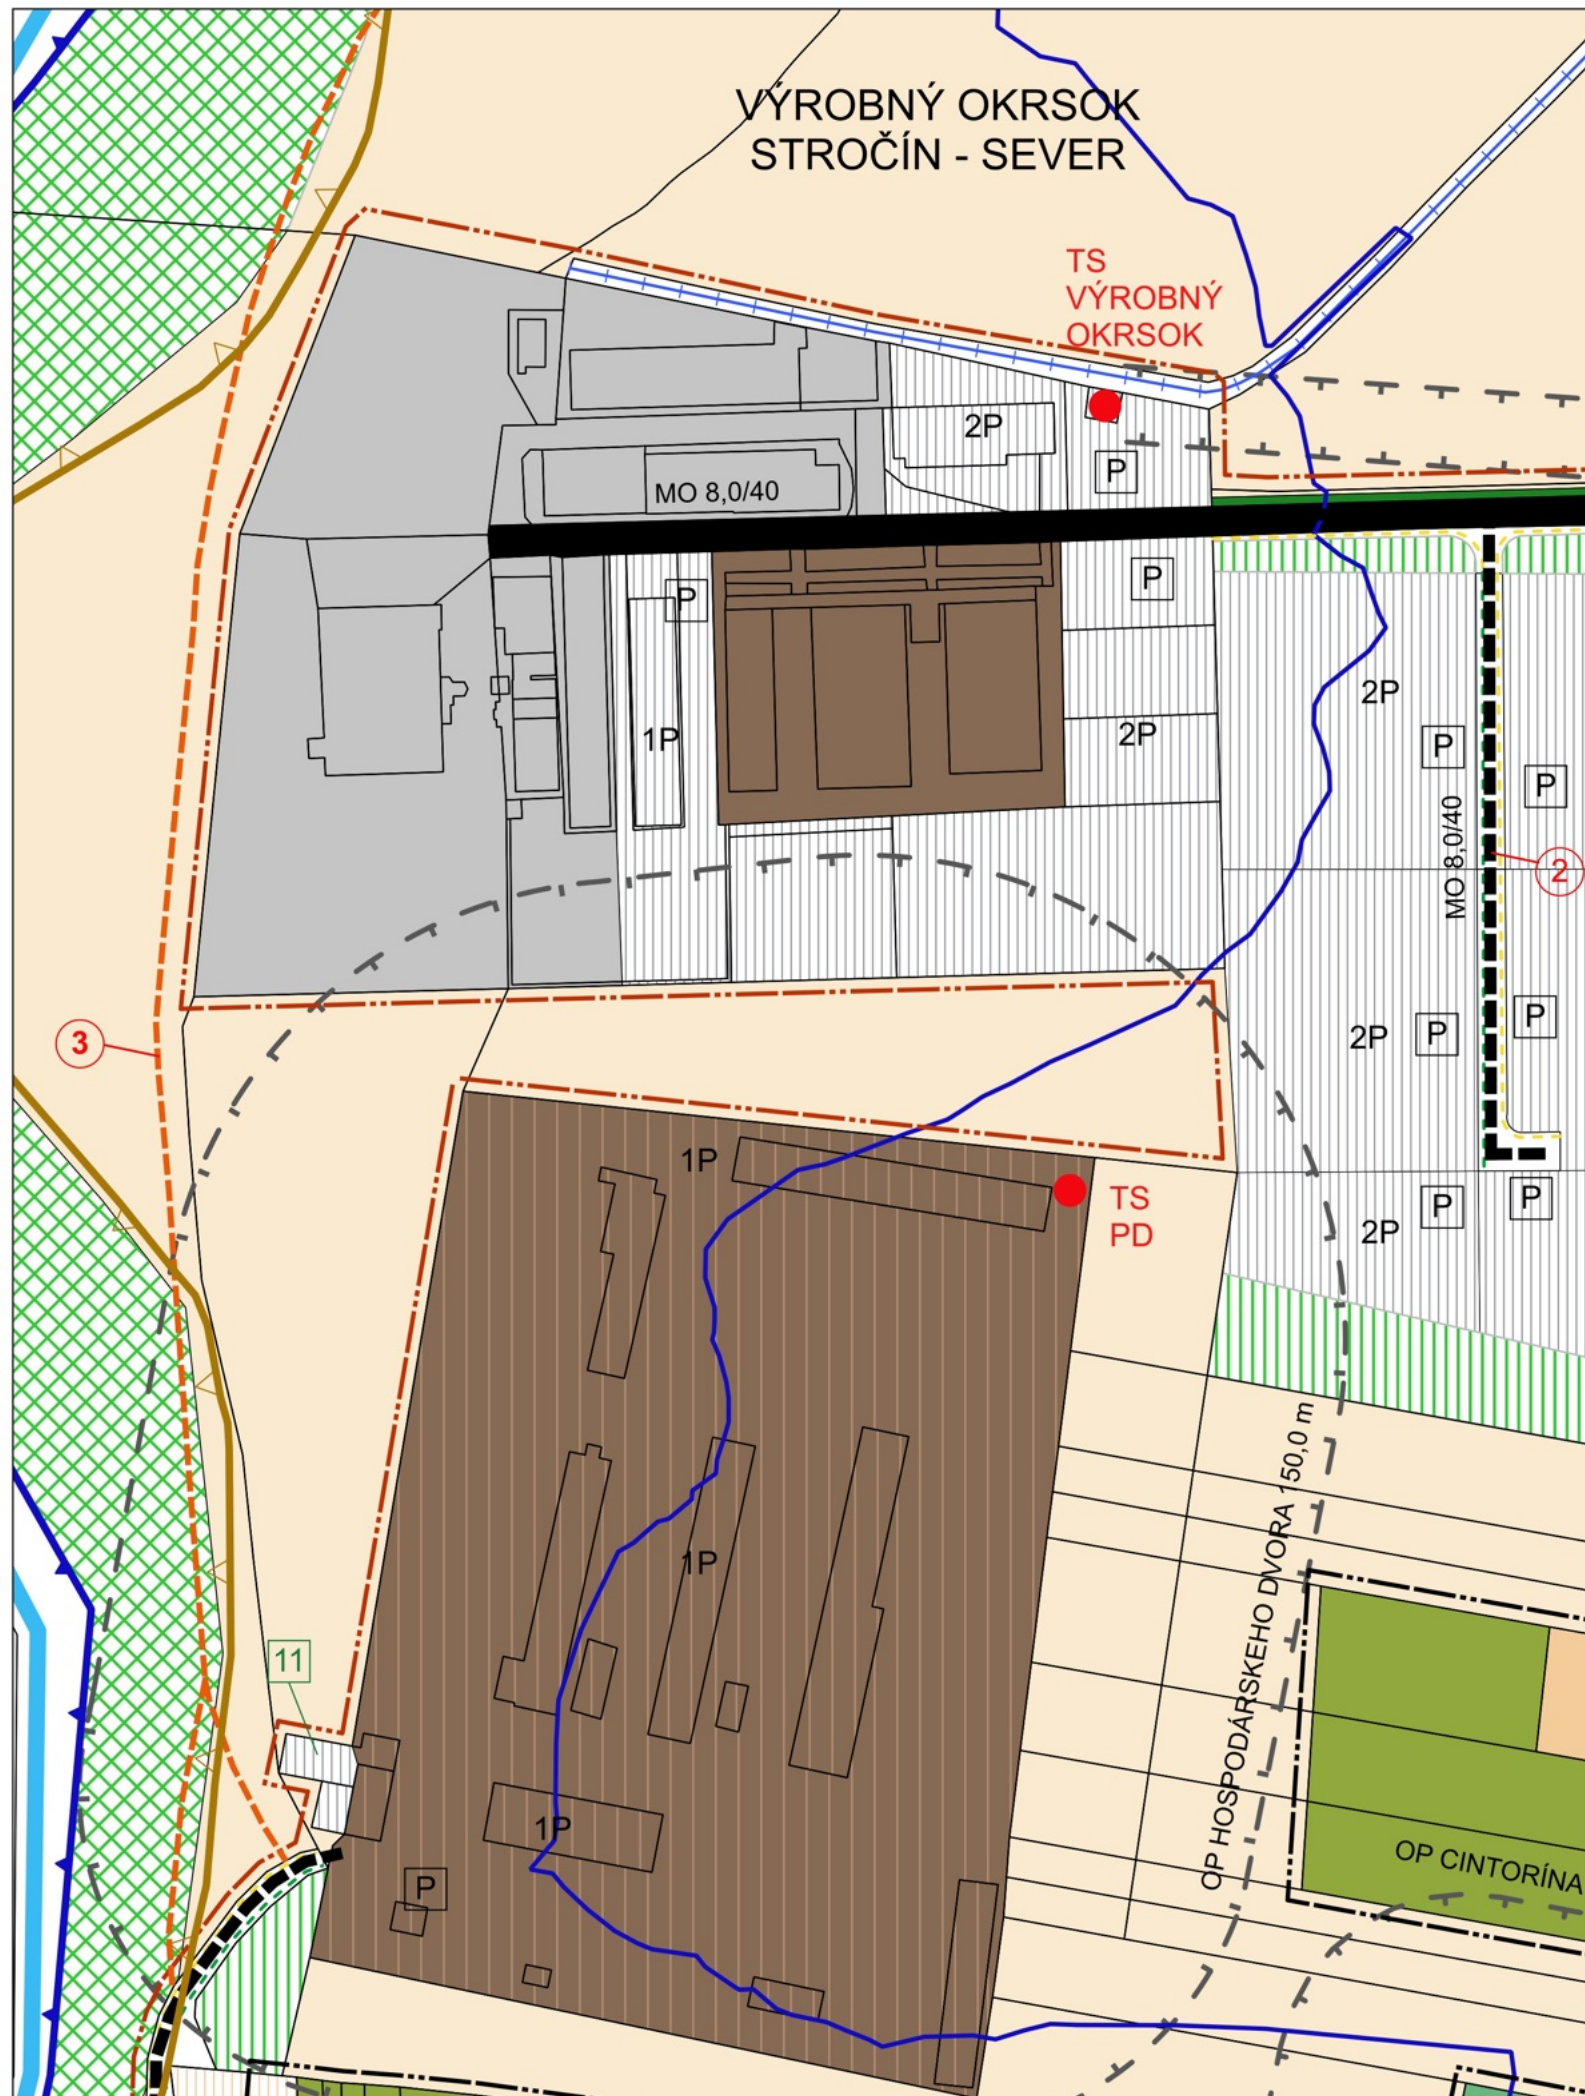 VÝROBNÝ OKRSOK
STROČÍN - SEVER
TS
VÝROBNÝ
OKRSOK
2P
P
MO 8,0/40
P
P
2P
1P
2P
P
P
MO 8,0/40
2
3
2P
P
P
1P
TS
PD
P
P
2P
OP HOSPODÁRSKEHO DVORA 150,0 m
1P
11
1P
P
OP CINTORÍNA